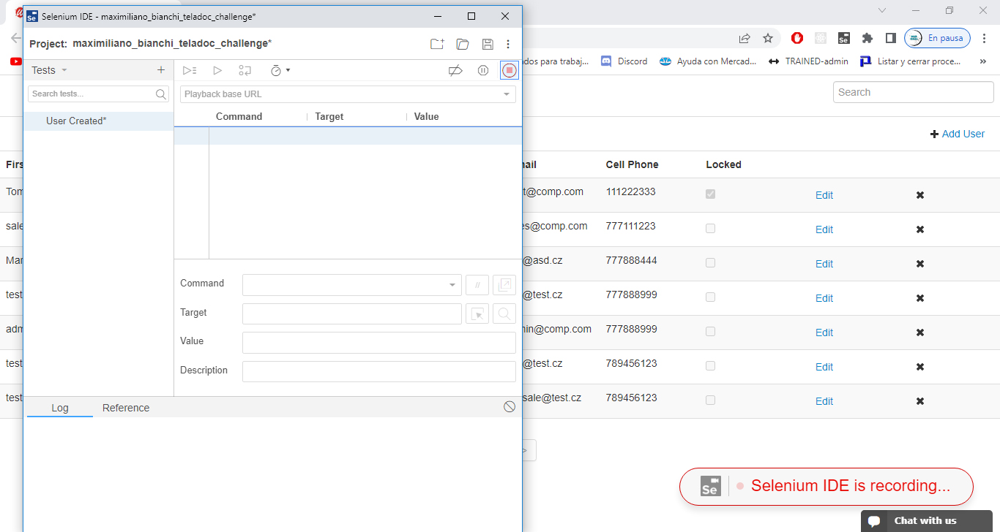 Selenium IDE - maximiliano_bianchi_teladoc_challenge*
Project: maximiliano_bianchi_teladoc_challenge*
En pausa
ados para trabaj... Discord Ayuda con Mercad... TRAINED-admin Listar y cerrar proce... »
Tests
Search tests...
User Created*
Playback base URL
Command Target Value
Command
//
Target
Value
Description
Log Reference
Search
Add User
Firs ail Cell Phone Locked
Tom t@comp.com 111222333 Edit
sale es@comp.com 777111223 Edit
Mar @asd.cz 777888444 Edit
test @test.cz 777888999 Edit
adm nin@comp.com 777888999 Edit
test @test.cz 789456123 Edit
test sale@test.cz 789456123 Edit
>
Se Selenium IDE is recording...
Chat with us